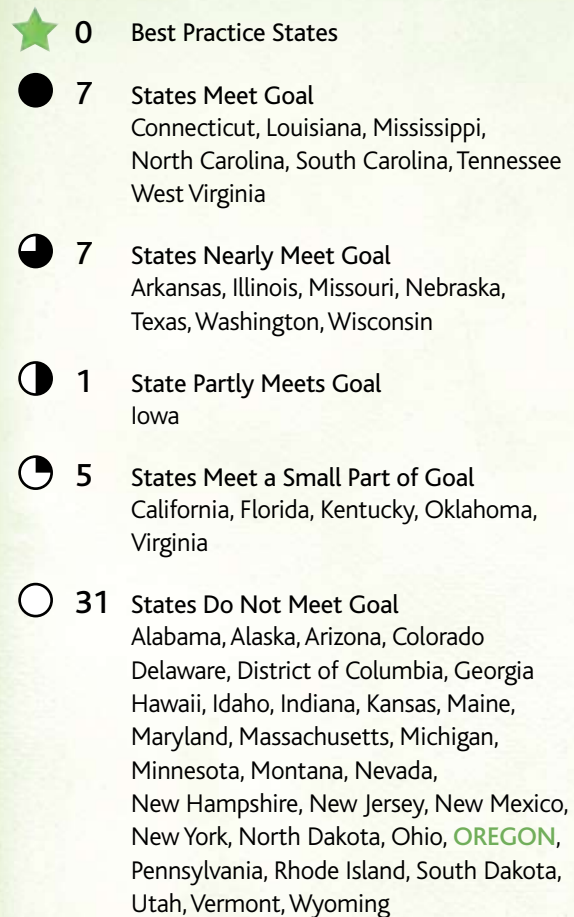 0 Best Practice States
7 States Meet Goal
Connecticut, Louisiana, Mississippi,
North Carolina, South Carolina, Tennessee
West Virginia
7 States Nearly Meet Goal
Arkansas, Illinois, Missouri, Nebraska,
Texas, Washington, Wisconsin
1 State Partly Meets Goal
Iowa
5 States Meet a Small Part of Goal
California, Florida, Kentucky, Oklahoma,
Virginia
31 States Do Not Meet Goal
Alabama, Alaska, Arizona, Colorado
Delaware, District of Columbia, Georgia
Hawaii, Idaho, Indiana, Kansas, Maine,
Maryland, Massachusetts, Michigan,
Minnesota, Montana, Nevada,
New Hampshire, New Jersey, New Mexico,
New York, North Dakota, Ohio, OREGON,
Pennsylvania, Rhode Island, South Dakota,
Utah, Vermont, Wyoming